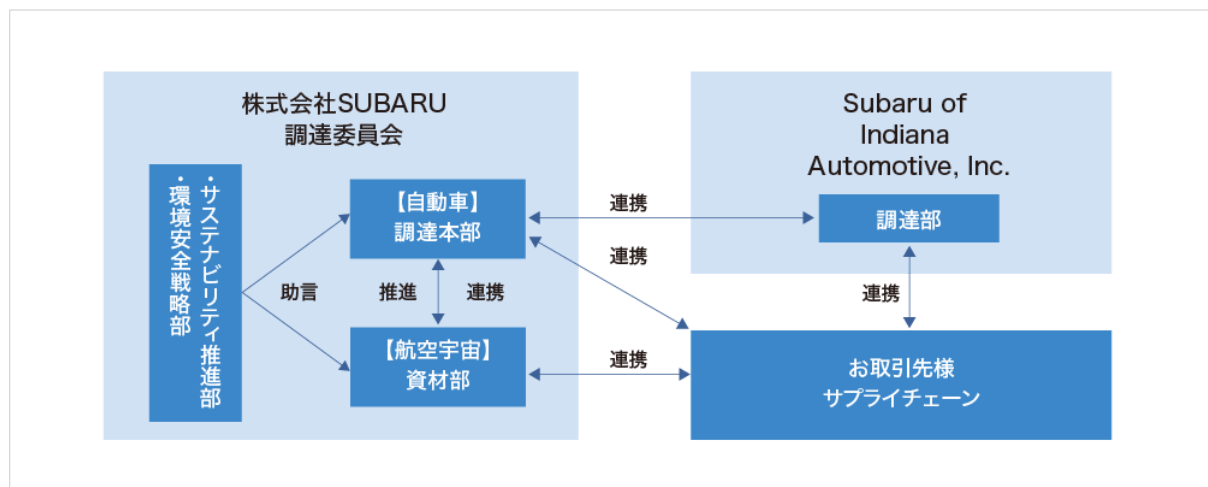 株式会社SUBARU
調達委員会
・サステナビリティ推進部
・環境安全戦略部
助言
【自動車】
調達本部
推進 連携
【航空宇宙】
資材部
連携
連携
連携
Subaru of
Indiana
Automotive, Inc.
調達部
連携
お取引先様
サプライチェーン